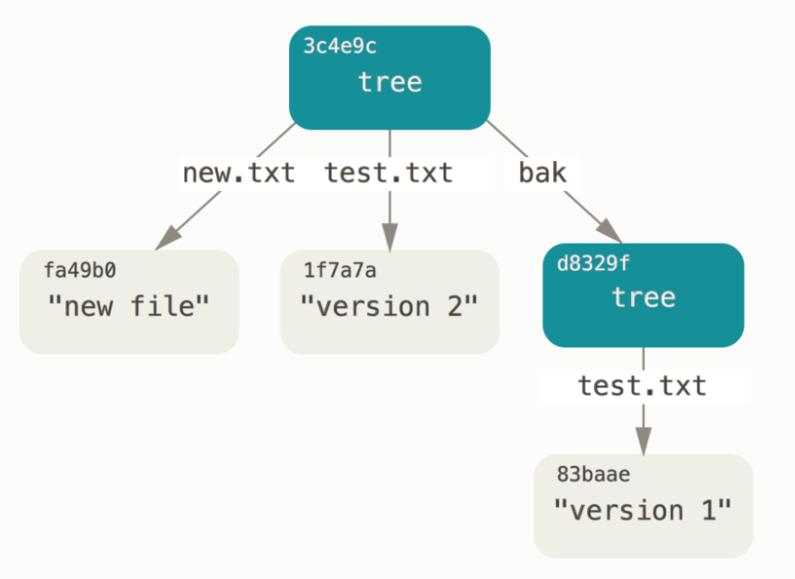 3c4e9c
tree
new.txt test.txt bak
fa49b0
"new file"
1f7a7a
"version 2"
d8329f
tree
test.txt
83baae
"version 1"